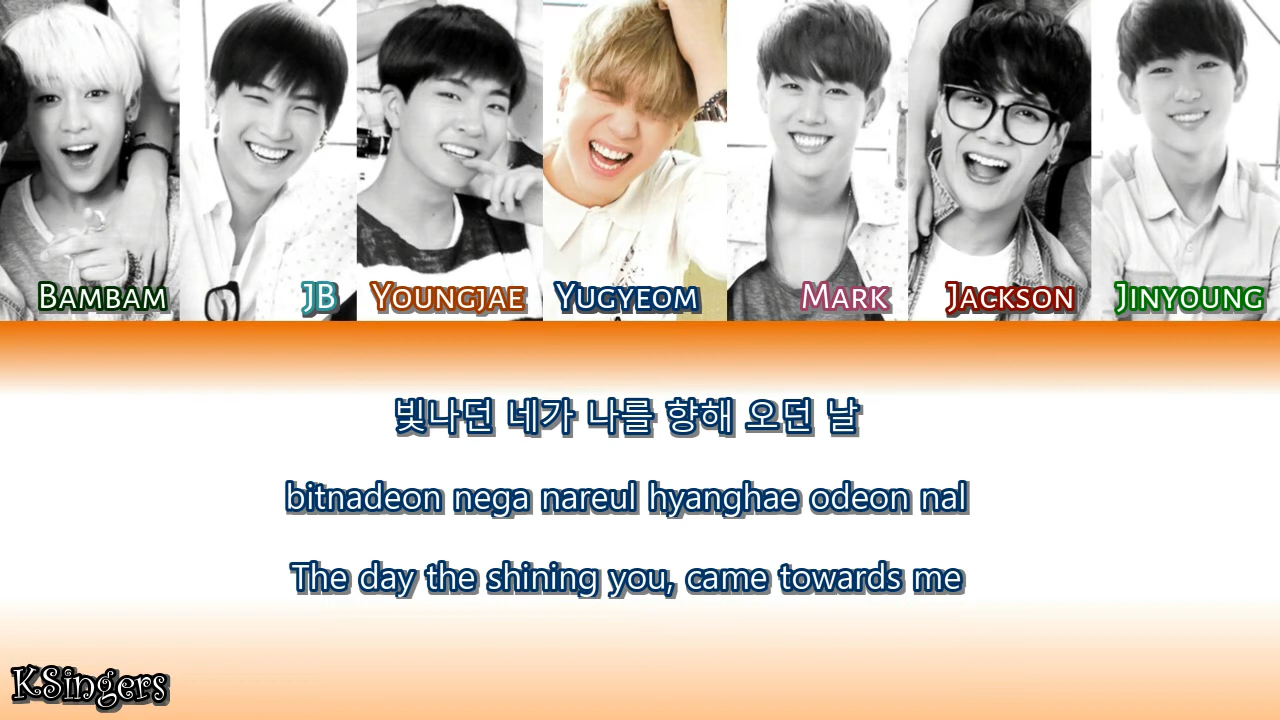 Bambam
JB
Youngjae
Yugyeom
Mark
Jackson
Jinyoung
빛나던 네가 나를 향해 오던 날
bitnadeon nega nareul hyanghae odeon nal
The day the shining you, came towards me
KSingers